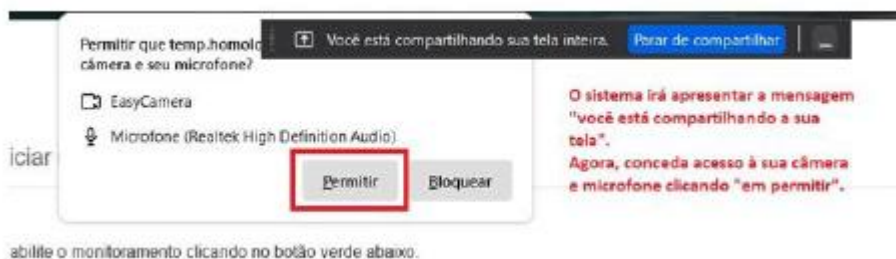 Permitir que temp.homolo
câmera e seu microfone?
Você está compartilhando sua tela inteira.
Parar de compartilhar
EasyCamera
Microfone (Realtek High Definition Audio)
Permitir
Bloquear
O sistema irá apresentar a mensagem
"você está compartilhando a sua
tela".
Agora, conceda acesso à sua câmera
e microfone clicando "em permitir".
iciar
abilite o monitoramento clicando no botão verde abaixo.